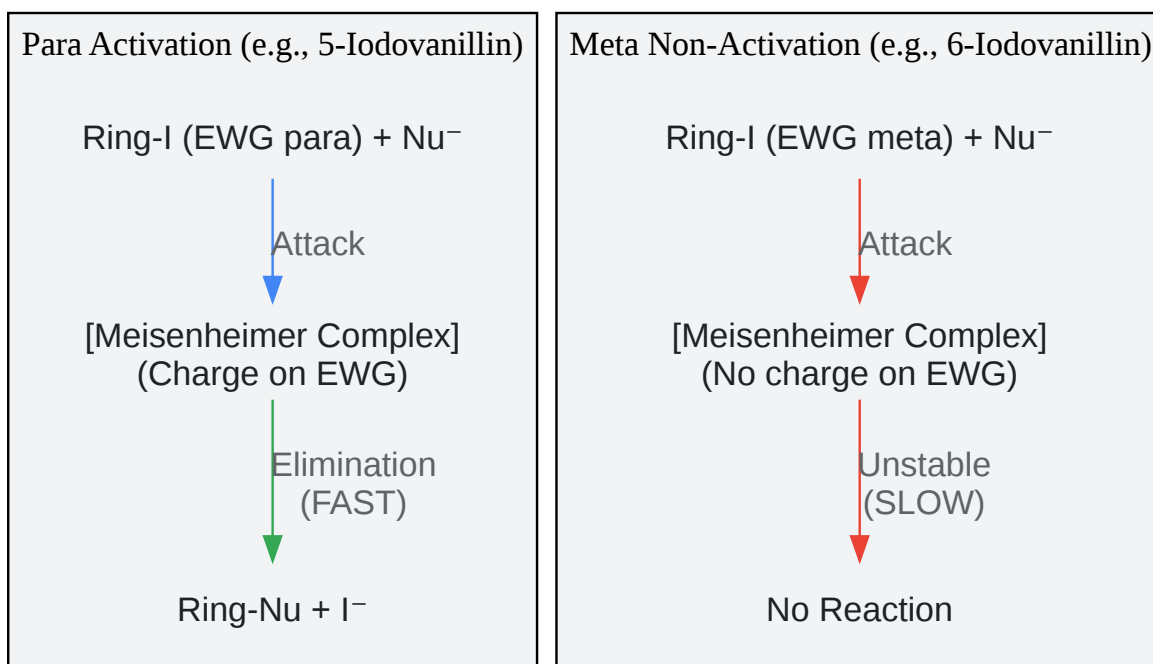 Para Activation (e.g., 5-Iodovanillin)
Ring-I (EWG para) + Nu⁻
Attack
[Meisenheimer Complex]
(Charge on EWG)
Elimination
(FAST)
Ring-Nu + I⁻
Meta Non-Activation (e.g., 6-Iodovanillin)
Ring-I (EWG meta) + Nu⁻
Attack
[Meisenheimer Complex]
(No charge on EWG)
Unstable
(SLOW)
No Reaction